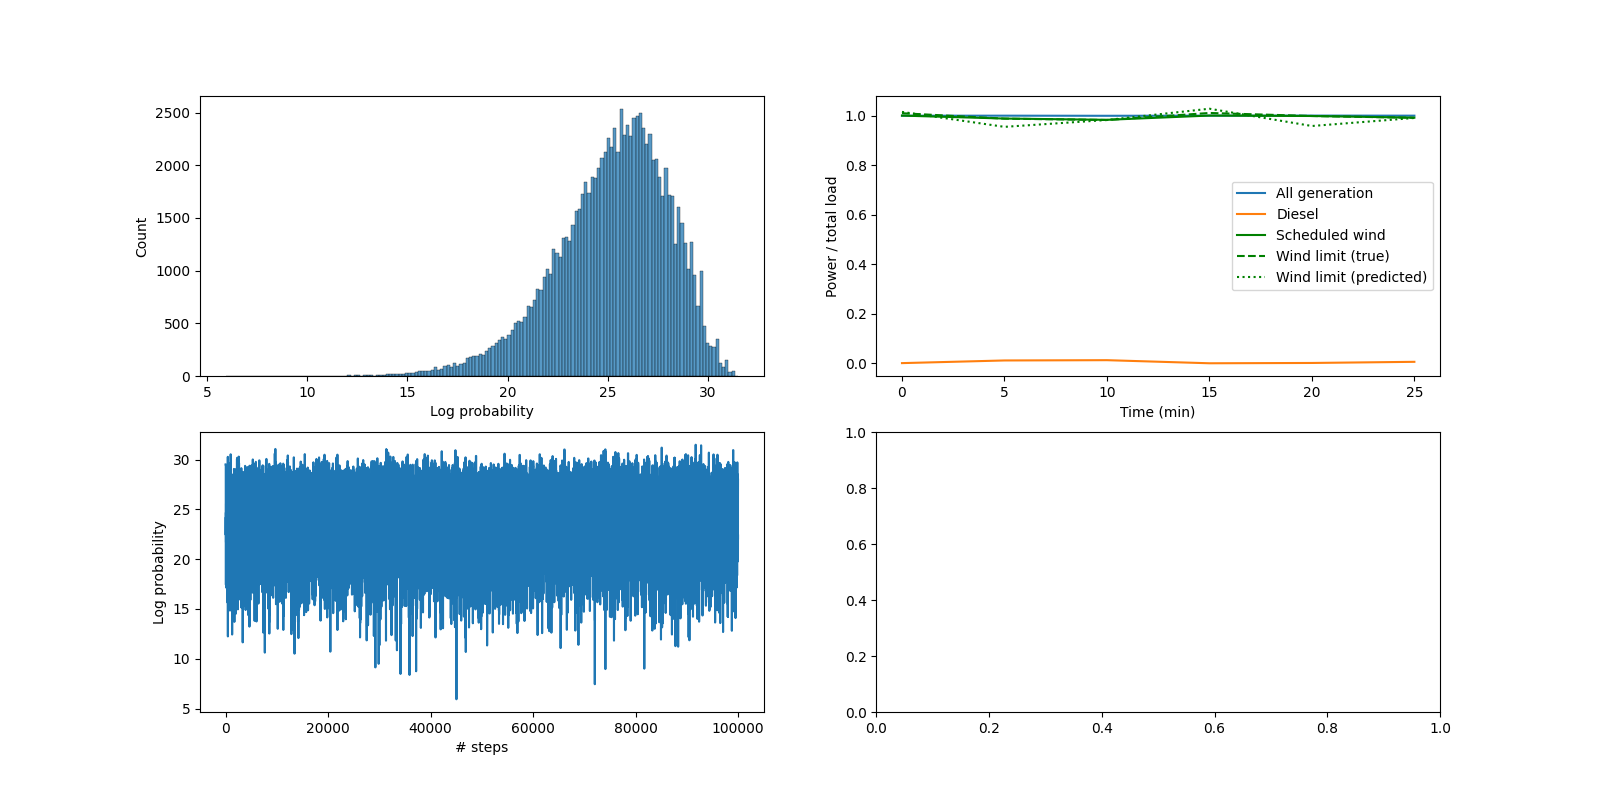 2500
2000
1500
1000
500
0
Count
5 10 15 20 25 30
Log probability
1.0
0.8
0.6
0.4
0.2
0.0
Power / total load
All generation
Diesel
Scheduled wind
Wind limit (true)
Wind limit (predicted)
0 5 10 15 20 25
Time (min)
30
25
20
15
10
5
Log probability
0 20000 40000 60000 80000 100000
# steps
1.0
0.8
0.6
0.4
0.2
0.0
0.0 0.2 0.4 0.6 0.8 1.0